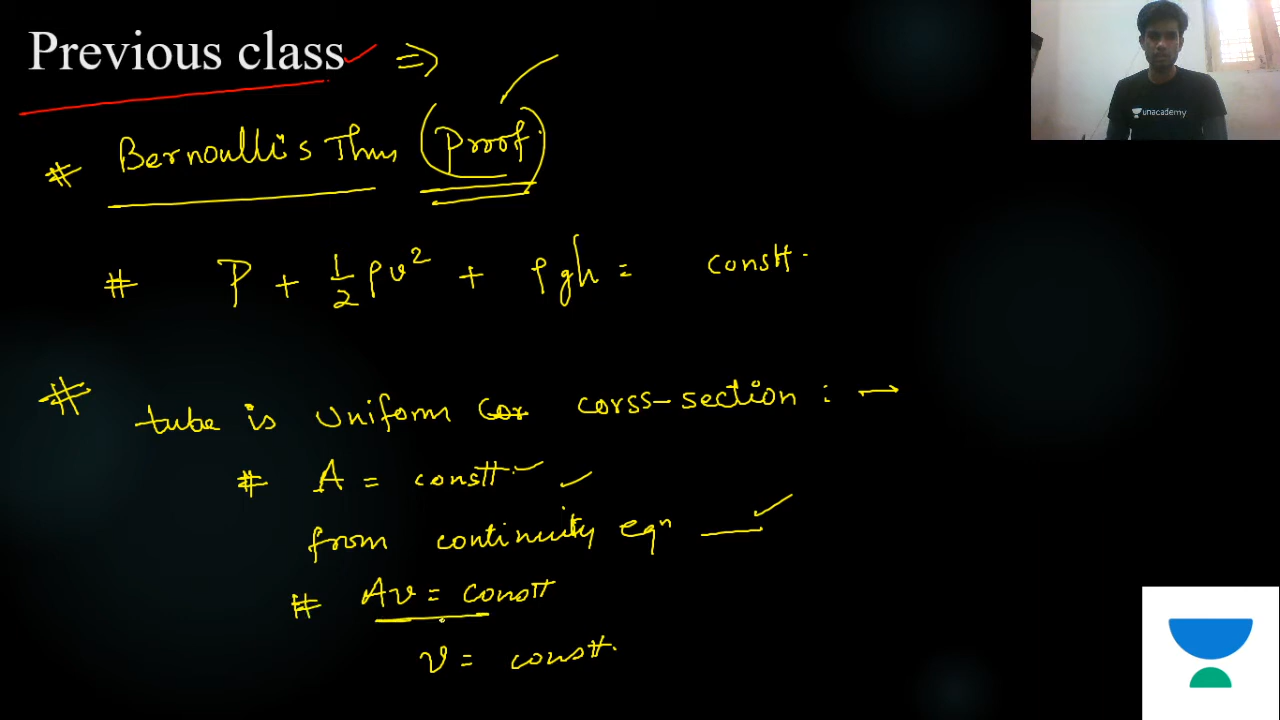 Previous class ⇒
# Bernoulli's Thm (Proof)
# P + 1/2 ρv² + ρgh = constt.
# tube is Uniform cor corss-section : →
# A = constt.
from continuity eqⁿ
# Av = constt
v = constt.
unacademy